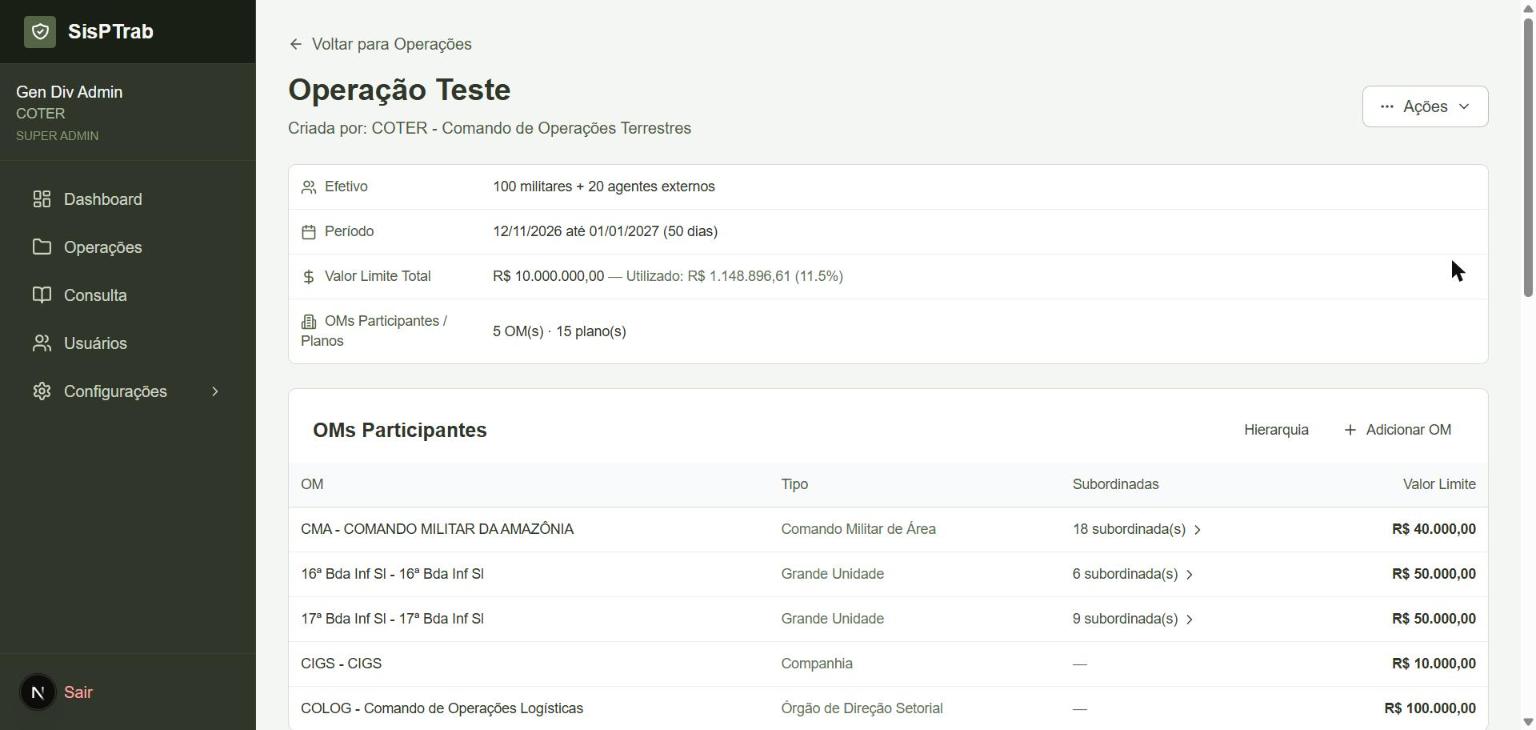 SisPTrab
Gen Div Admin
COTER
SUPER ADMIN
Dashboard
Operações
Consulta
Usuários
Configurações
N
Sair
Voltar para Operações
Operação Teste
Criada por: COTER - Comando de Operações Terrestres
Ações
Efetivo 100 militares + 20 agentes externos
Período 12/11/2026 até 01/01/2027 (50 dias)
Valor Limite Total R$ 10.000.000,00 — Utilizado: R$ 1.148.896,61 (11.5%)
OMs Participantes /
Planos 5 OM(s) · 15 plano(s)
OMs Participantes Hierarquia + Adicionar OM
OM Tipo Subordinadas Valor Limite
CMA - COMANDO MILITAR DA AMAZÔNIA Comando Militar de Área 18 subordinada(s) R$ 40.000,00
16ª Bda Inf Sl - 16ª Bda Inf Sl Grande Unidade 6 subordinada(s) R$ 50.000,00
17ª Bda Inf Sl - 17ª Bda Inf Sl Grande Unidade 9 subordinada(s) R$ 50.000,00
CIGS - CIGS Companhia — R$ 10.000,00
COLOG - Comando de Operações Logísticas Órgão de Direção Setorial — R$ 100.000,00